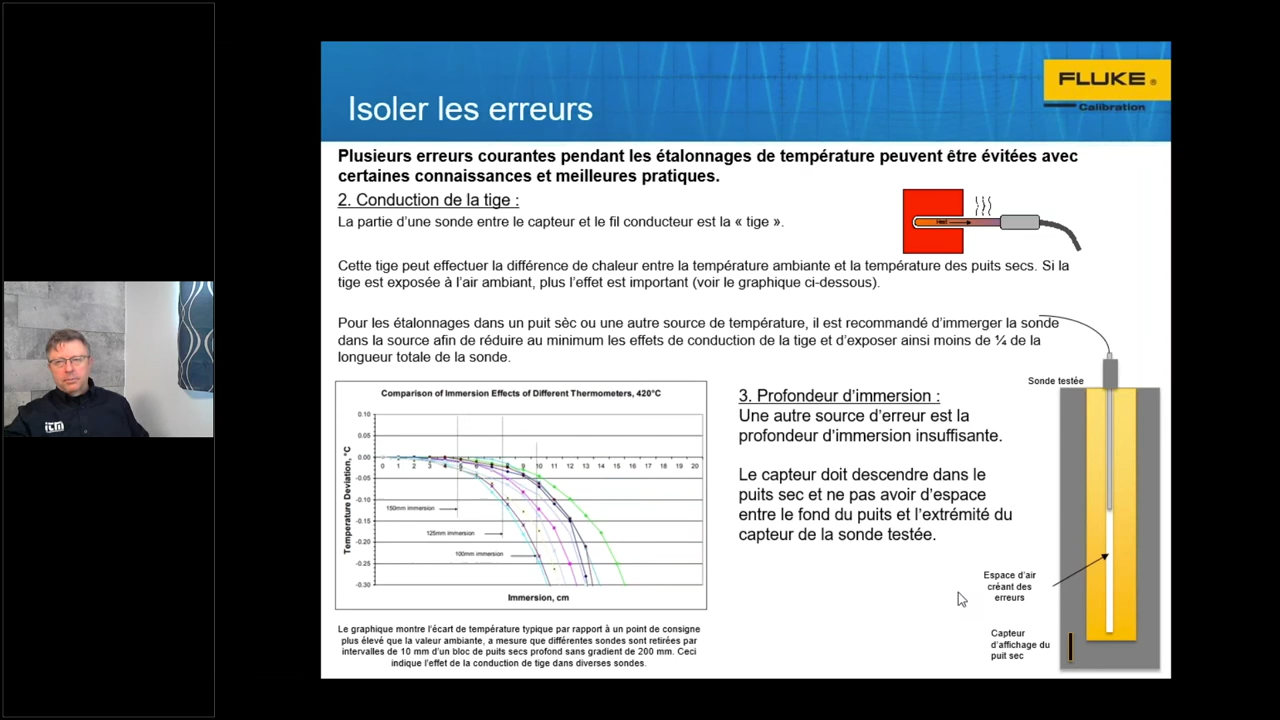 Isoler les erreurs
FLUKE ®
Calibration
Plusieurs erreurs courantes pendant les étalonnages de température peuvent être évitées avec
certaines connaissances et meilleures pratiques.
2. Conduction de la tige :
La partie d'une sonde entre le capteur et le fil conducteur est la « tige ».
Heat
Cette tige peut effectuer la différence de chaleur entre la température ambiante et la température des puits secs. Si la
tige est exposée à l'air ambiant, plus l'effet est important (voir le graphique ci-dessous).
Pour les étalonnages dans un puit sèc ou une autre source de température, il est recommandé d'immerger la sonde
dans la source afin de réduire au minimum les effets de conduction de la tige et d'exposer ainsi moins de ¼ de la
longueur totale de la sonde.
Comparison of Immersion Effects of Different Thermometers, 420°C
Temperature Deviation, °C
0.10
0.05
0.00
-0.05
-0.10
-0.15
-0.20
-0.25
-0.30
0 1 2 3 4 5 6 7 8 9 10 11 12 13 14 15 16 17 18 19 20
150mm immersion
125mm immersion
100mm immersion
Immersion, cm
Le graphique montre l'écart de température typique par rapport à un point de consigne
plus élevé que la valeur ambiante, a mesure que différentes sondes sont retirées par
intervalles de 10 mm d'un bloc de puits secs profond sans gradient de 200 mm. Ceci
indique l'effet de la conduction de tige dans diverses sondes.
3. Profondeur d'immersion :
Une autre source d'erreur est la
profondeur d'immersion insuffisante.
Le capteur doit descendre dans le
puits sec et ne pas avoir d'espace
entre le fond du puits et l'extrémité du
capteur de la sonde testée.
Sonde testée
Espace d'air
créant des
erreurs
Capteur
d'affichage du
puit sec
itm